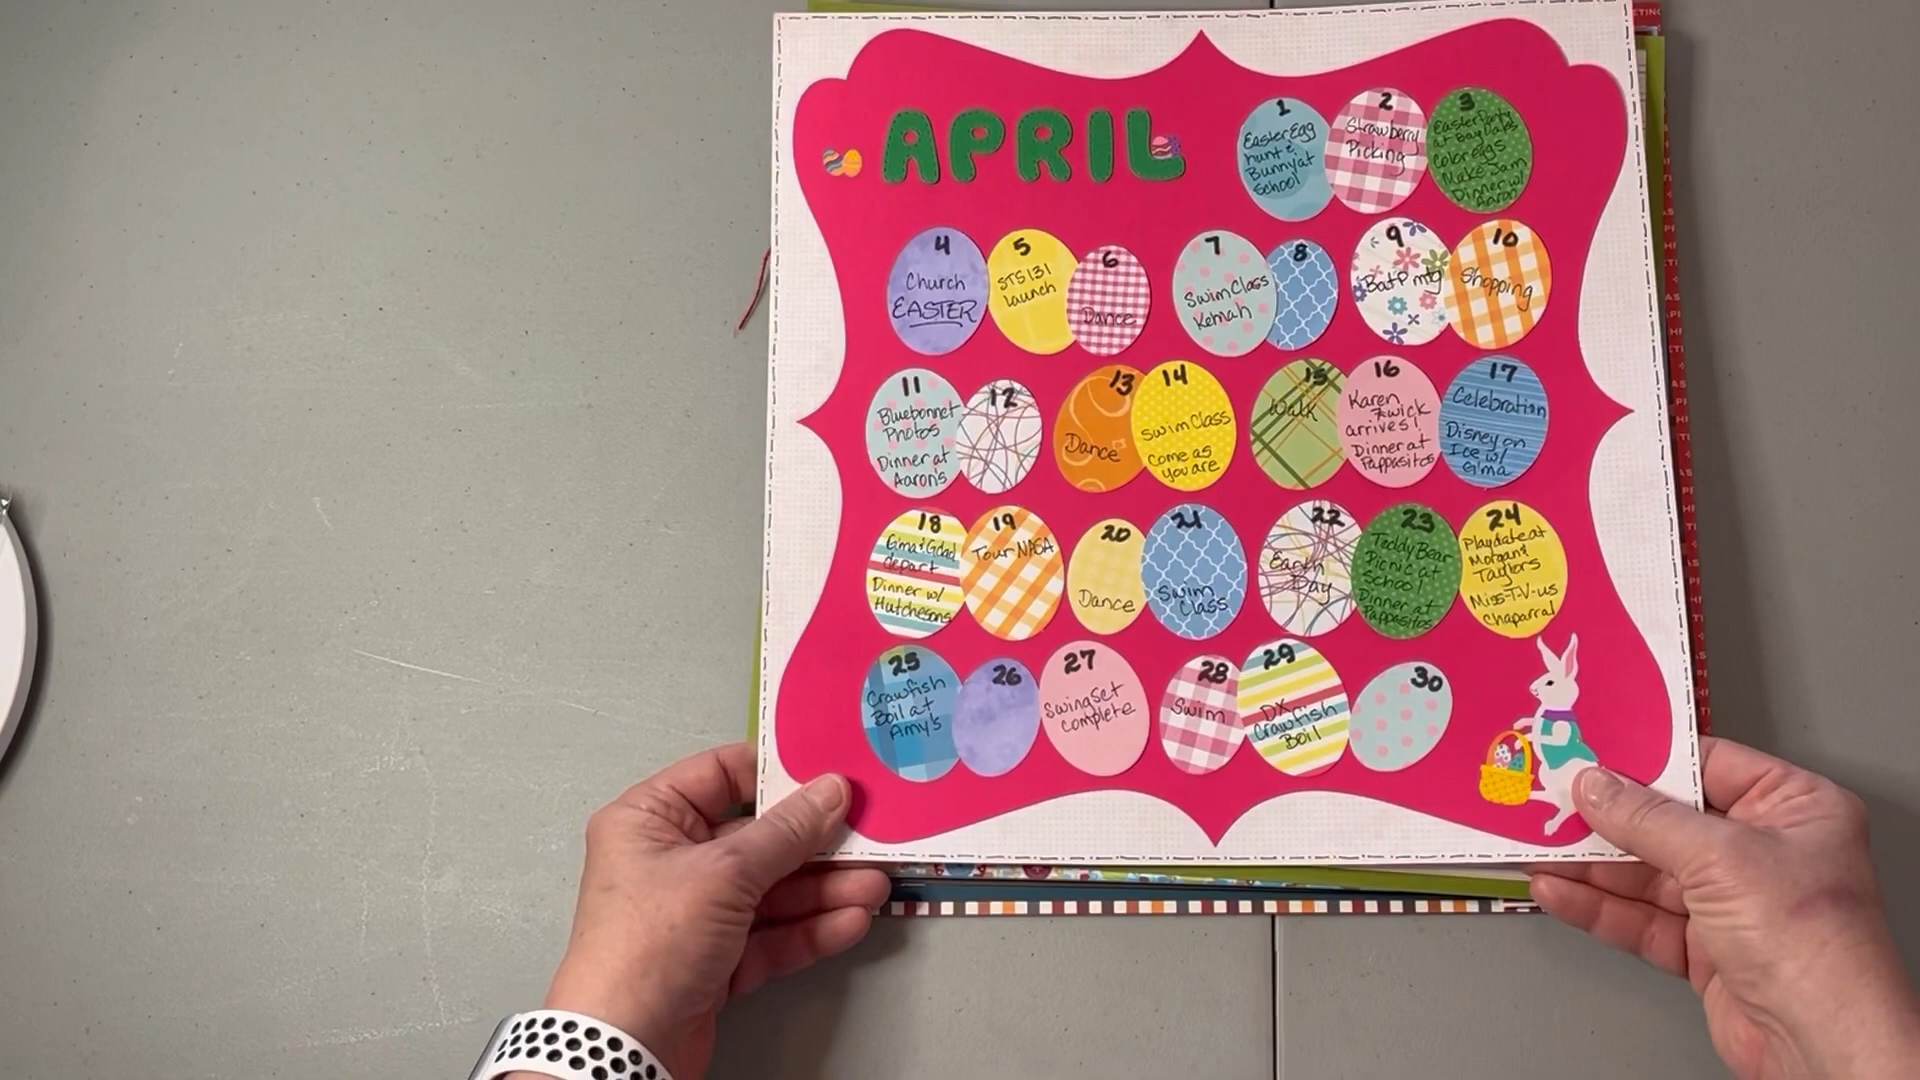 APRIL
1
Easter Egg
hunt &
Bunny at
School
2
Strawberry
Picking
3
Easter Party
at Bay Oaks
Color eggs
Make Jam
Dinner w/
Aaron
4
Church
EASTER
5
STS 131
launch
6
Dance
7
Swim Class
Kemah
8
9
BatP mtg
10
Shopping
11
Bluebonnet
Photos
Dinner at
Aaron's
12
13
Dance
14
Swim Class
Come as
you are
15
Walk
16
Karen
Zwick
arrives!
Dinner at
Pappasitos
17
Celebration
Disney on
Ice w/
G'ma
18
G'ma & G'dad
depart
Dinner w/
Hutchesons
19
Tour NASA
20
Dance
21
Swim
Class
22
Earth
Day
23
Teddy Bear
Picnic at
School
Dinner at
Pappasitos
24
Playdate at
Morgan &
Taylors
Miss-T-V-us
Chaparral
25
Crawfish
Boil at
Amy's
26
27
Swingset
complete
28
Swim
29
DX
Crawfish
Boil
30